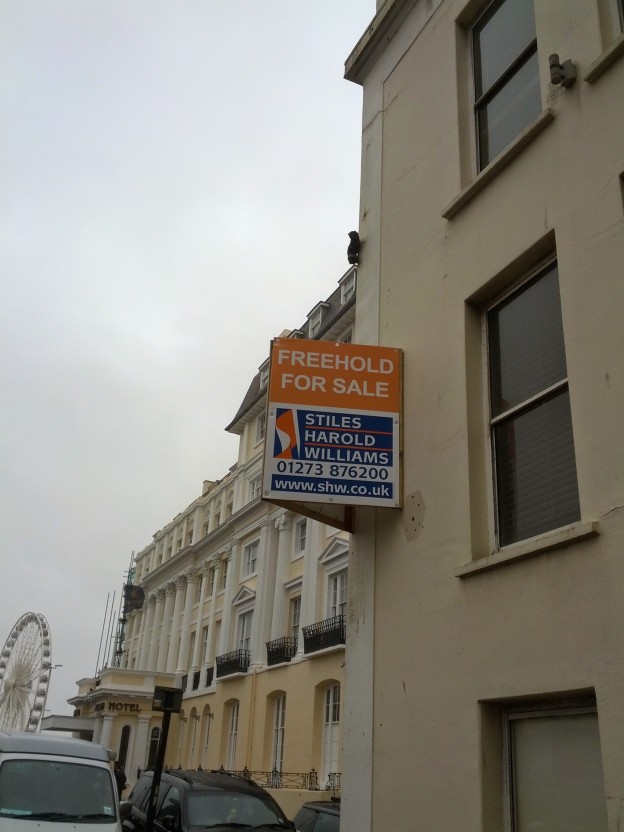 FREEHOLD
FOR SALE
STILES
HAROLD
WILLIAMS
01273 876200
www.shw.co.uk
HOTEL